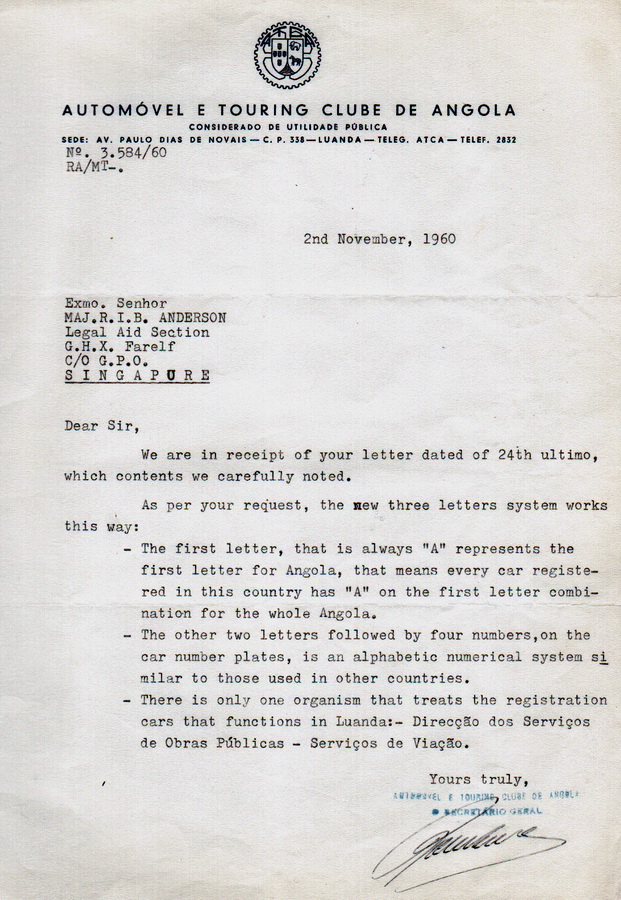 ATCA
AUTOMÓVEL E TOURING CLUBE DE ANGOLA
CONSIDERADO DE UTILIDADE PÚBLICA
SEDE: AV. PAULO DIAS DE NOVAIS — C. P. 338 — LUANDA — TELEG. ATCA — TELEF. 2832
Nº. 3.584/60
RA/MT-.
2nd November, 1960
Exmo. Senhor
MAJ.R.I.B. ANDERSON
Legal Aid Section
G.H.X. Farelf
C/O G.P.O.
S I N G A P U R E
Dear Sir,
We are in receipt of your letter dated of 24th ultimo,
which contents we carefully noted.
As per your request, the new three letters system works
this way:
- The first letter, that is always "A" represents the
first letter for Angola, that means every car registe-
red in this country has "A" on the first letter combi-
nation for the whole Angola.
- The other two letters followed by four numbers,on the
car number plates, is an alphabetic numerical system si
milar to those used in other countries.
- There is only one organism that treats the registration
cars that functions in Luanda:- Direcção dos Serviços
de Obras Públicas - Serviços de Viação.
Yours truly,
AUTOMOVEL E TOURING CLUBE DE ANGOLA
O SECRETÁRIO GERAL